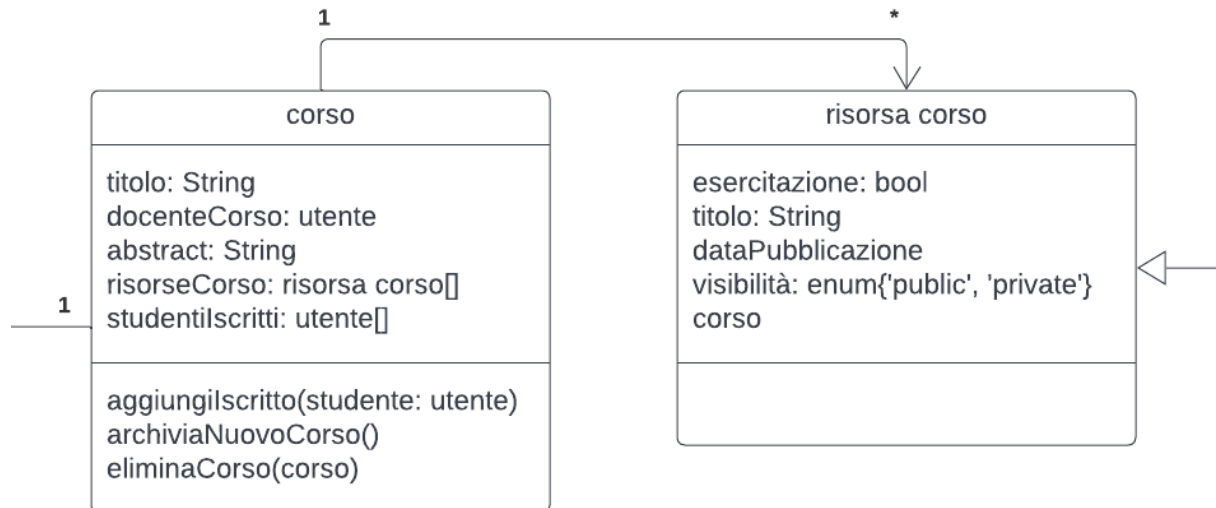 1
*
corso
titolo: String
docenteCorso: utente
abstract: String
risorseCorso: risorsa corso[]
studentiIscritti: utente[]
aggiungiIscritto(studente: utente)
archiviaNuovoCorso()
eliminaCorso(corso)
1
risorsa corso
esercitazione: bool
titolo: String
dataPubblicazione
visibilità: enum{'public', 'private'}
corso